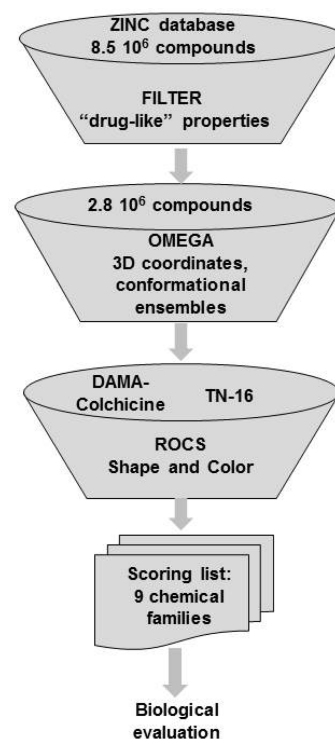 ZINC database
8.5 10⁶ compounds
FILTER
“drug-like” properties
2.8 10⁶ compounds
OMEGA
3D coordinates,
conformational
ensembles
DAMA-
Colchicine
TN-16
ROCS
Shape and Color
Scoring list:
9 chemical
families
Biological
evaluation